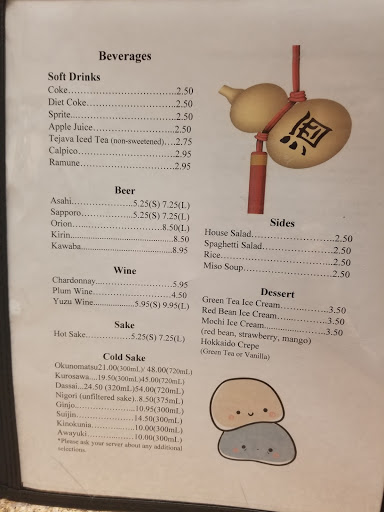 Beverages
Soft Drinks
Coke.................................2.50
Diet Coke..........................2.50
Sprite................................2.50
Apple Juice.......................2.50
Tejava Iced Tea (non-sweetened)....2.75
Calpico.............................2.95
Ramune............................2.95
Beer
Asahi....................5.25(S) 7.25(L)
Sapporo................5.25(S) 7.25(L)
Orion............................8.50(L)
Kirin..................................8.50
Kawaba.............................8.95
Wine
Chardonnay......................5.95
Plum Wine.......................4.50
Yuzu Wine................5.95(S) 9.95(L)
Sake
Hot Sake...............5.25(S) 7.25(L)
Cold Sake
Okunomatsu21.00(300mL)/ 48.00(720mL)
Kurosawa....19.50(300mL)45.00(720mL)
Dassai...24.50 (320mL)54.00(720mL)
Nigori (unfiltered sake)..8.50(375mL)
Ginjo......................10.95(300mL)
Suijin......................14.50(300mL)
Kinokunia...............10.00(300mL)
Awayuki.................10.00(300mL)
*Please ask your server about any additional
selections.
酒
Sides
House Salad........................2.50
Spaghetti Salad....................2.50
Rice....................................2.50
Miso Soup..........................2.50
Dessert
Green Tea Ice Cream............3.50
Red Bean Ice Cream.............3.50
Mochi Ice Cream..................3.50
(red bean, strawberry, mango)
Hokkaido Crepe
(Green Tea or Vanilla)